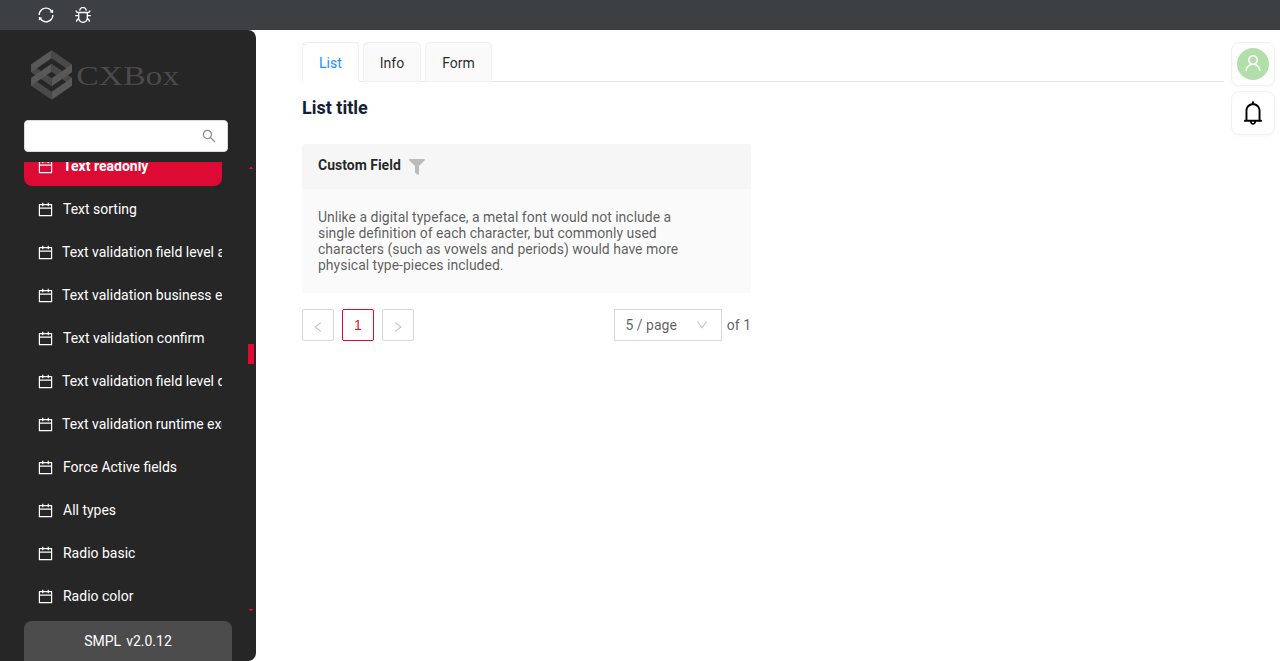 CXBox
Text readonly
Text sorting
Text validation field level a
Text validation business e
Text validation confirm
Text validation field level d
Text validation runtime ex
Force Active fields
All types
Radio basic
Radio color
SMPL v2.0.12
List
Info
Form
List title
Custom Field
Unlike a digital typeface, a metal font would not include a
single definition of each character, but commonly used
characters (such as vowels and periods) would have more
physical type-pieces included.
1
5 / page
of 1